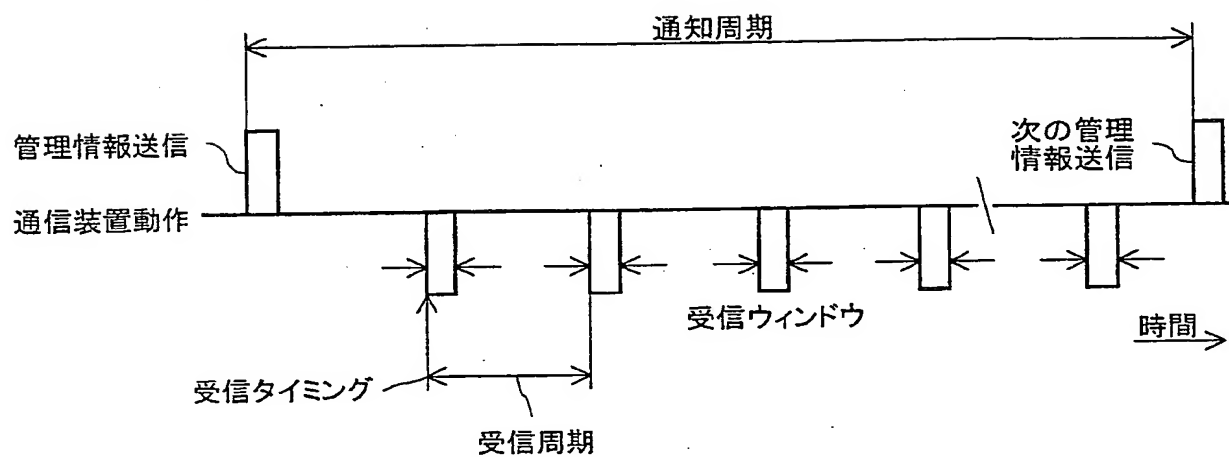 通知周期
管理情報送信
次の管理
情報送信
通信装置動作
受信ウィンドウ
時間
受信タイミング
受信周期